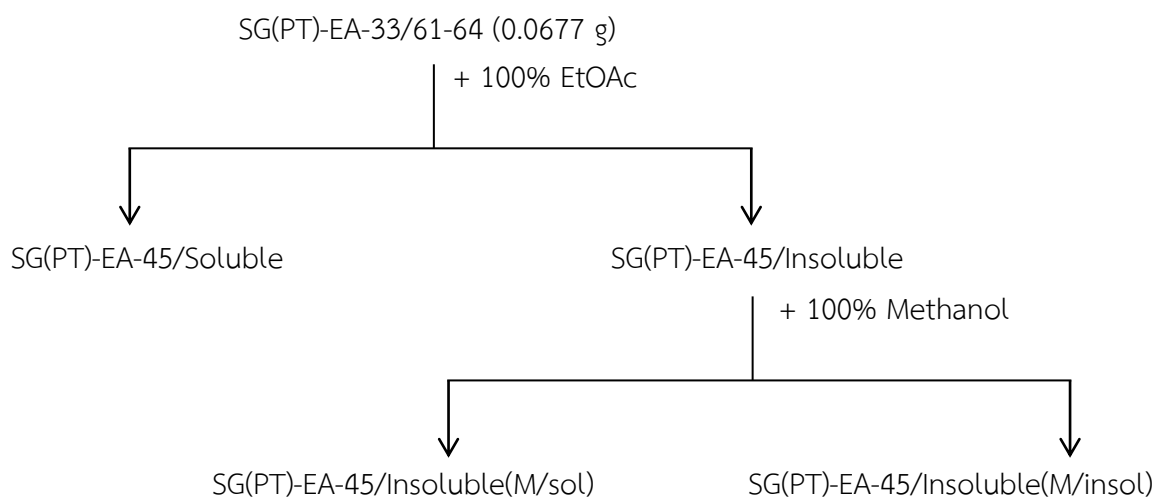 SG(PT)-EA-33/61-64 (0.0677 g)
+ 100% EtOAc
SG(PT)-EA-45/Soluble
SG(PT)-EA-45/Insoluble
+ 100% Methanol
SG(PT)-EA-45/Insoluble(M/sol)
SG(PT)-EA-45/Insoluble(M/insol)